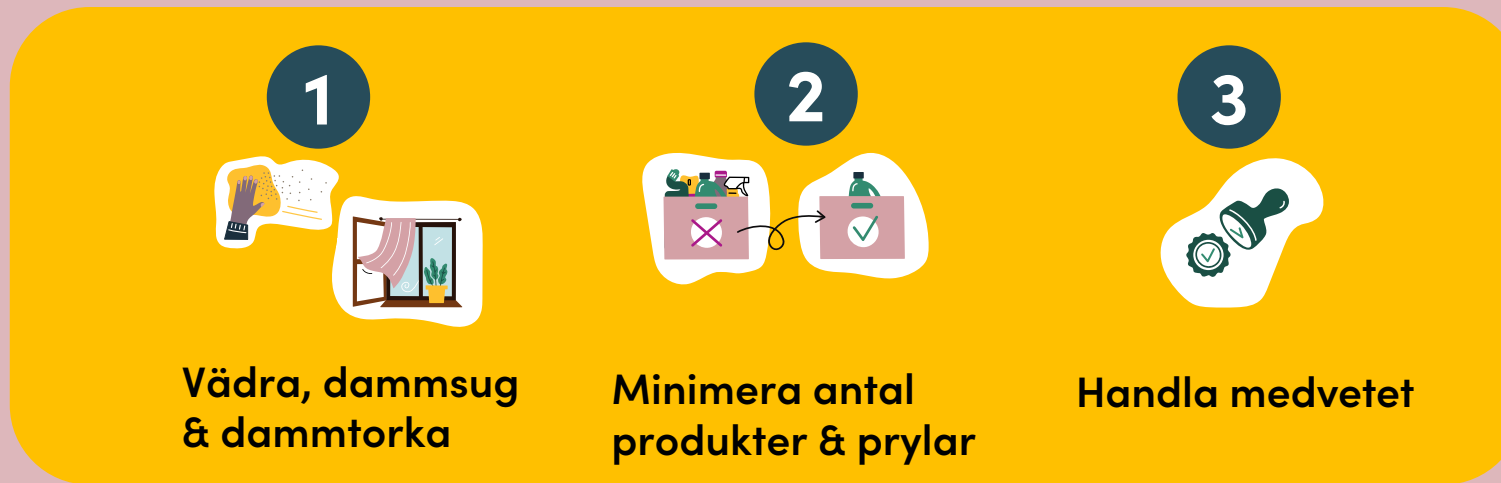 1
Vädra, dammsug
& dammtorka
2
Minimera antal
produkter & prylar
3
Handla medvetet